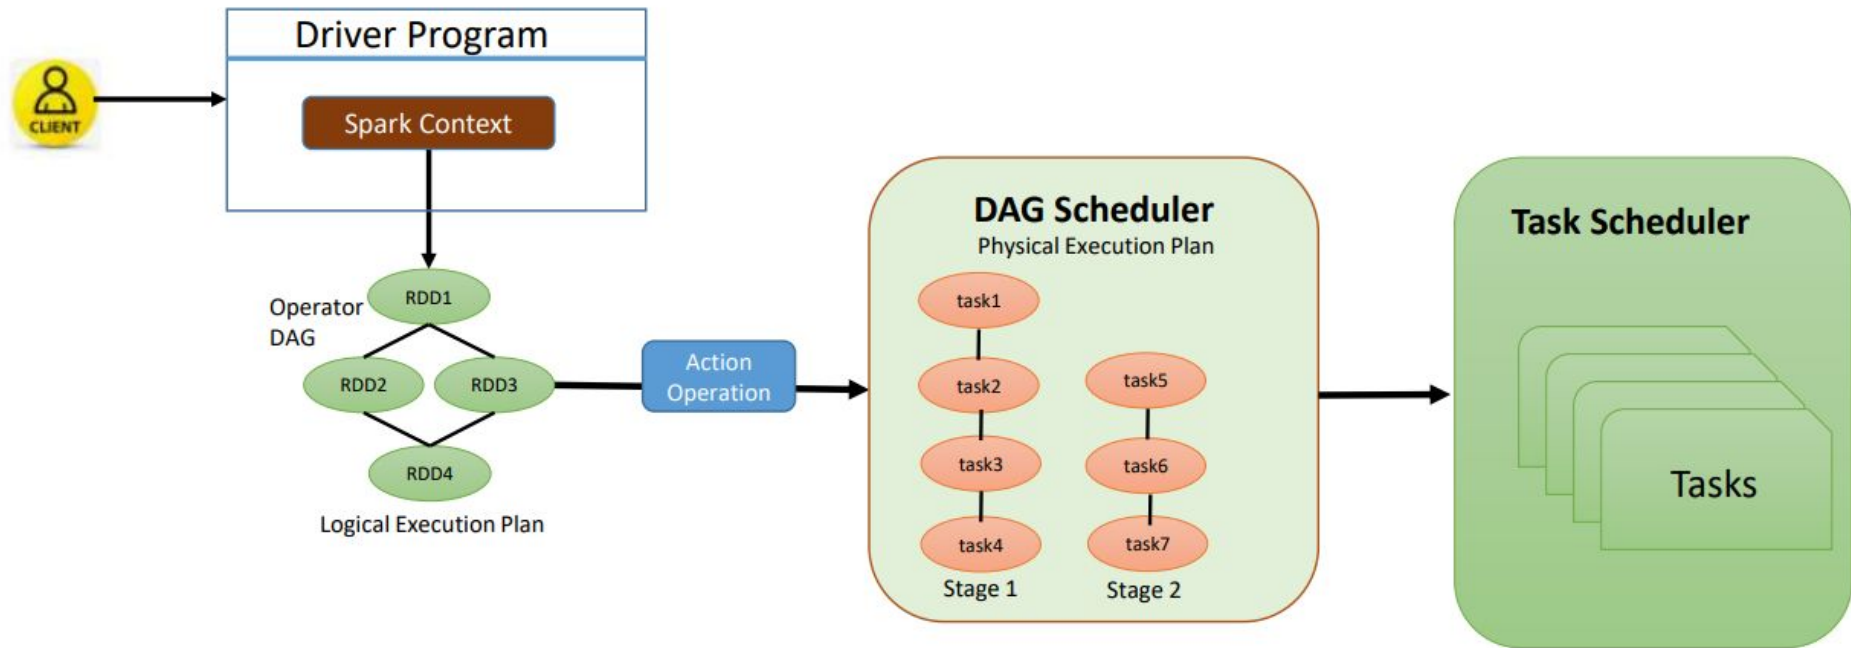 Driver Program
CLIENT
Spark Context
Operator
DAG
RDD1
RDD2
RDD3
RDD4
Logical Execution Plan
Action
Operation
DAG Scheduler
Physical Execution Plan
task1
task2
task3
task4
Stage 1
task5
task6
task7
Stage 2
Task Scheduler
Tasks